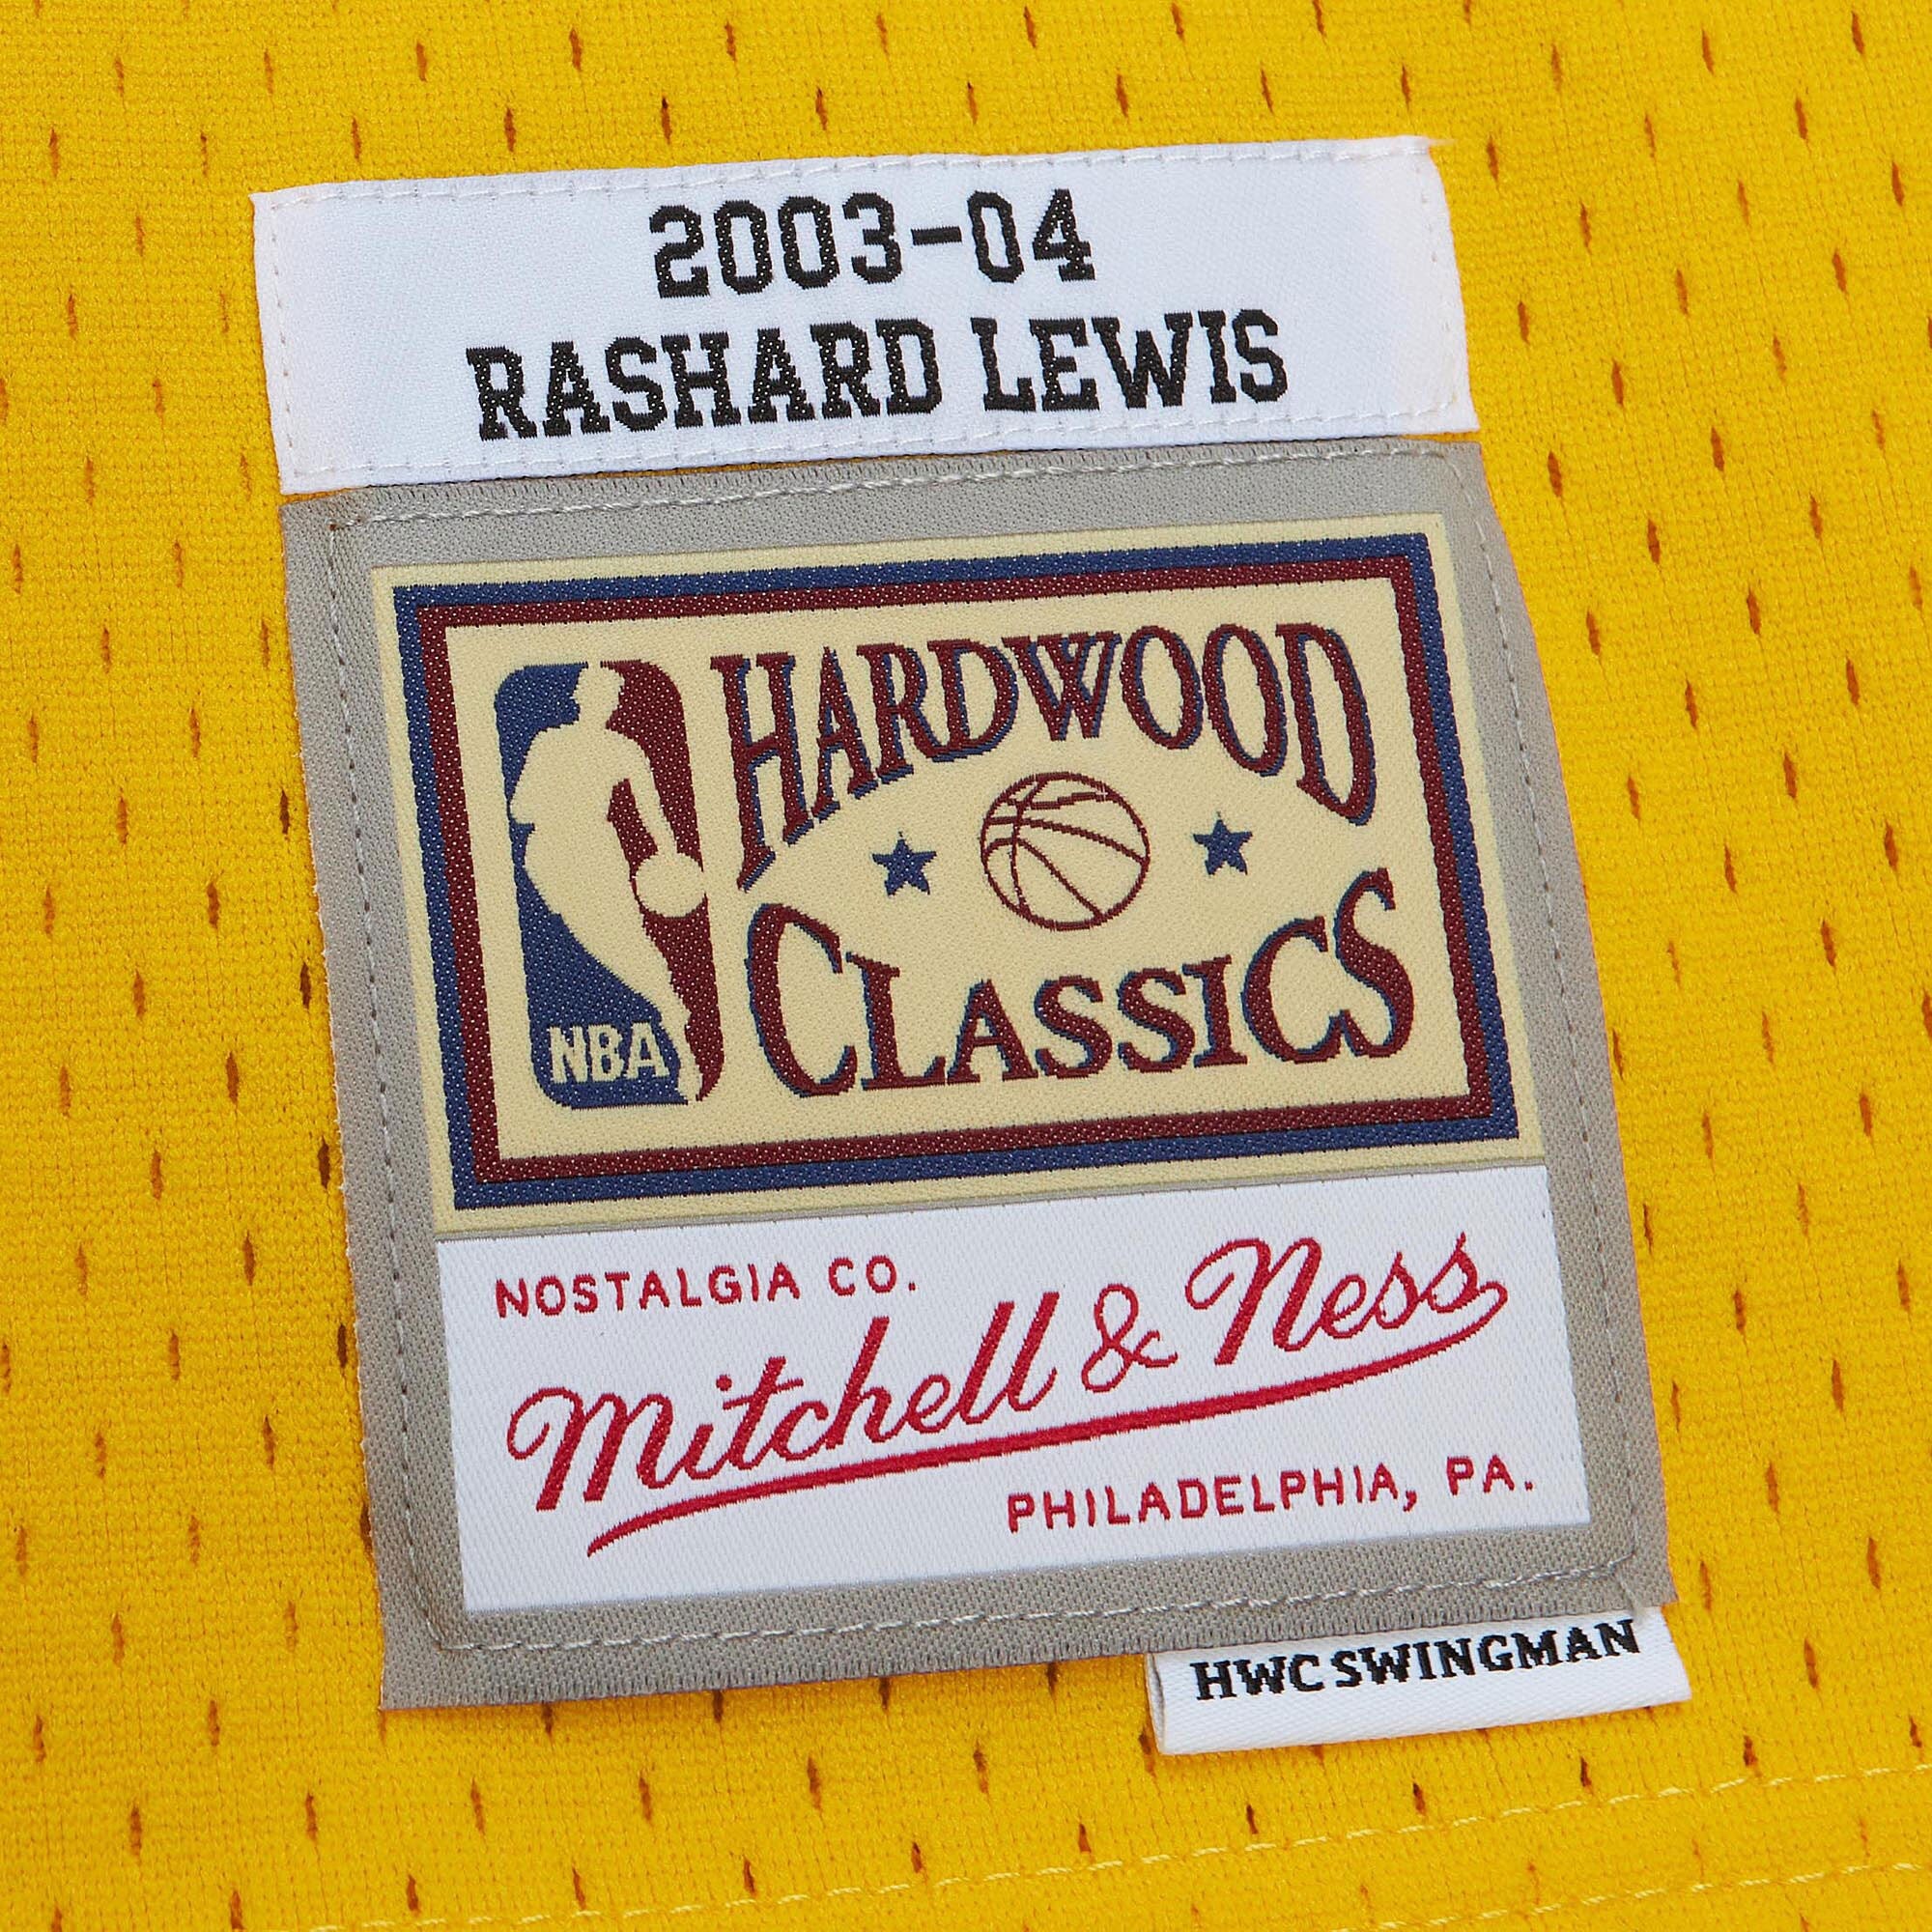 2003-04
RASHARD LEWIS
HARDWOOD
CLASSICS
NBA
NOSTALGIA CO.
Mitchell & Ness
PHILADELPHIA, PA.
HWC SWINGMAN